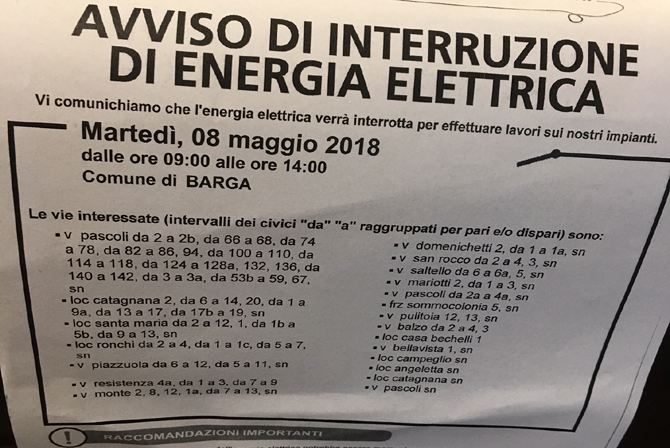 AVVISO DI INTERRUZIONE
DI ENERGIA ELETTRICA
Vi comunichiamo che l'energia elettrica verrà interrotta per effettuare lavori sui nostri impianti.
Martedì, 08 maggio 2018
dalle ore 09:00 alle ore 14:00
Comune di BARGA
Le vie interessate (intervalli dei civici "da" "a" raggruppati per pari e/o dispari) sono:
• v pascoli da 2 a 2b, da 66 a 68, da 74
a 78, da 82 a 86, 94, da 100 a 110, da
114 a 118, da 124 a 128a, 132, 136, da
140 a 142, da 3 a 3a, da 53b a 59, 67,
sn
• loc catagnana 2, da 6 a 14, 20, da 1 a
9a, da 13 a 17, da 17b a 19, sn
• loc santa maria da 2 a 12, 1, da 1b a
5b, da 9 a 13, sn
• loc ronchi da 2 a 4, da 1 a 1c, da 5 a 7,
sn
• v piazzuola da 6 a 12, da 5 a 11, sn
• v resistenza 4a, da 1 a 3, da 7 a 9
• v monte 2, 8, 12, 1a, da 7 a 13, sn
• v domenichetti 2, da 1 a 1a, sn
• v san rocco da 2 a 4, 3, sn
• v saltello da 6 a 6a, 5, sn
• v mariotti 2, da 1 a 3, sn
• v pascoli da 2a a 4a, sn
• frz sommocolonia 5, sn
• v pulitoia 12, 13, sn
• v balzo da 2 a 4, 3
• loc casa bechelli 1
• v bellavista 1, sn
• loc campeglio sn
• loc angeletta sn
• loc catagnana sn
• v pascoli sn
! RACCOMANDAZIONI IMPORTANTI